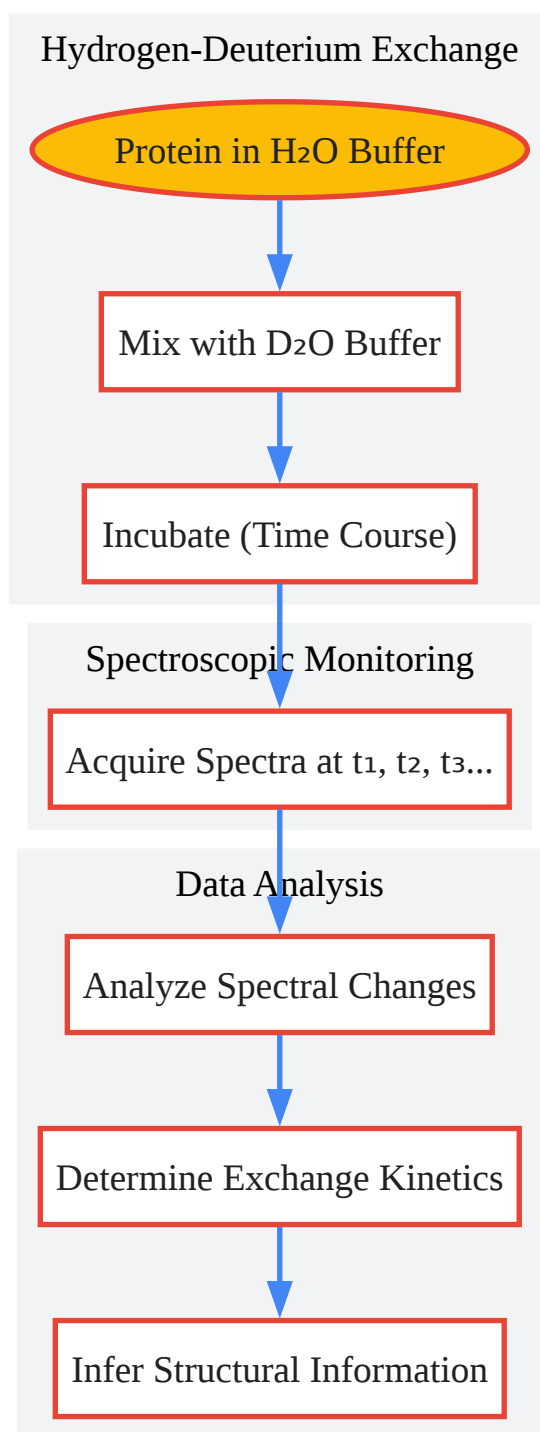 Hydrogen-Deuterium Exchange
Protein in H₂O Buffer
Mix with D₂O Buffer
Incubate (Time Course)
Spectroscopic Monitoring
Acquire Spectra at t₁, t₂, t₃...
Data Analysis
Analyze Spectral Changes
Determine Exchange Kinetics
Infer Structural Information